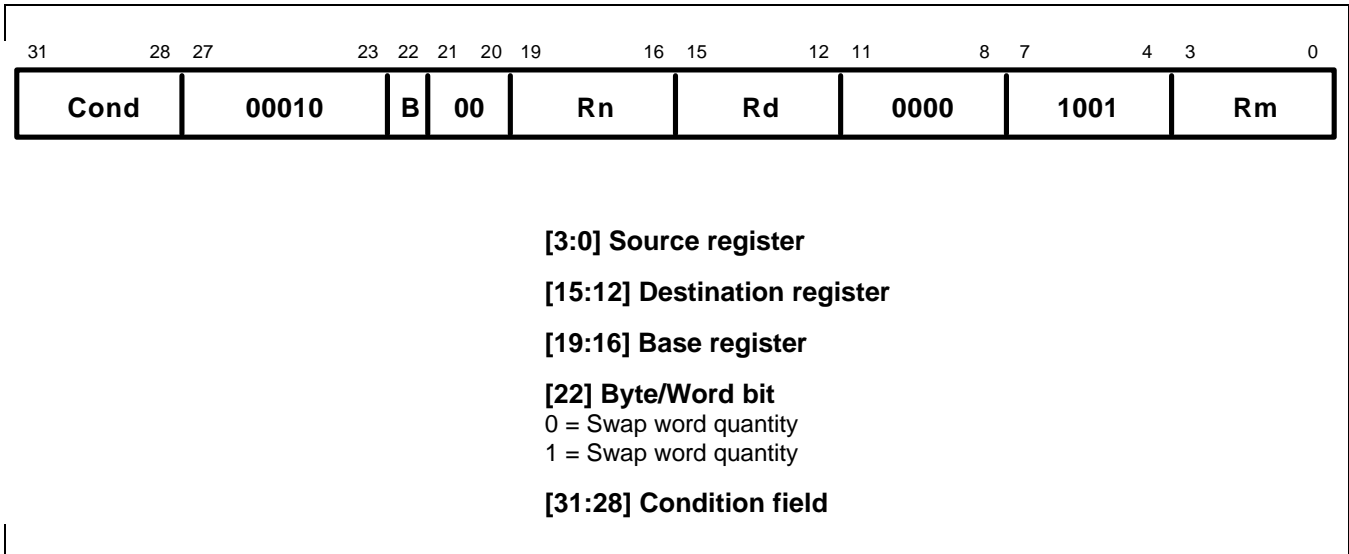 31 28 27 23 22 21 20 19 16 15 12 11 8 7 4 3 0
Cond 00010 B 00 Rn Rd 0000 1001 Rm
[3:0] Source register
[15:12] Destination register
[19:16] Base register
[22] Byte/Word bit
0 = Swap word quantity
1 = Swap word quantity
[31:28] Condition field